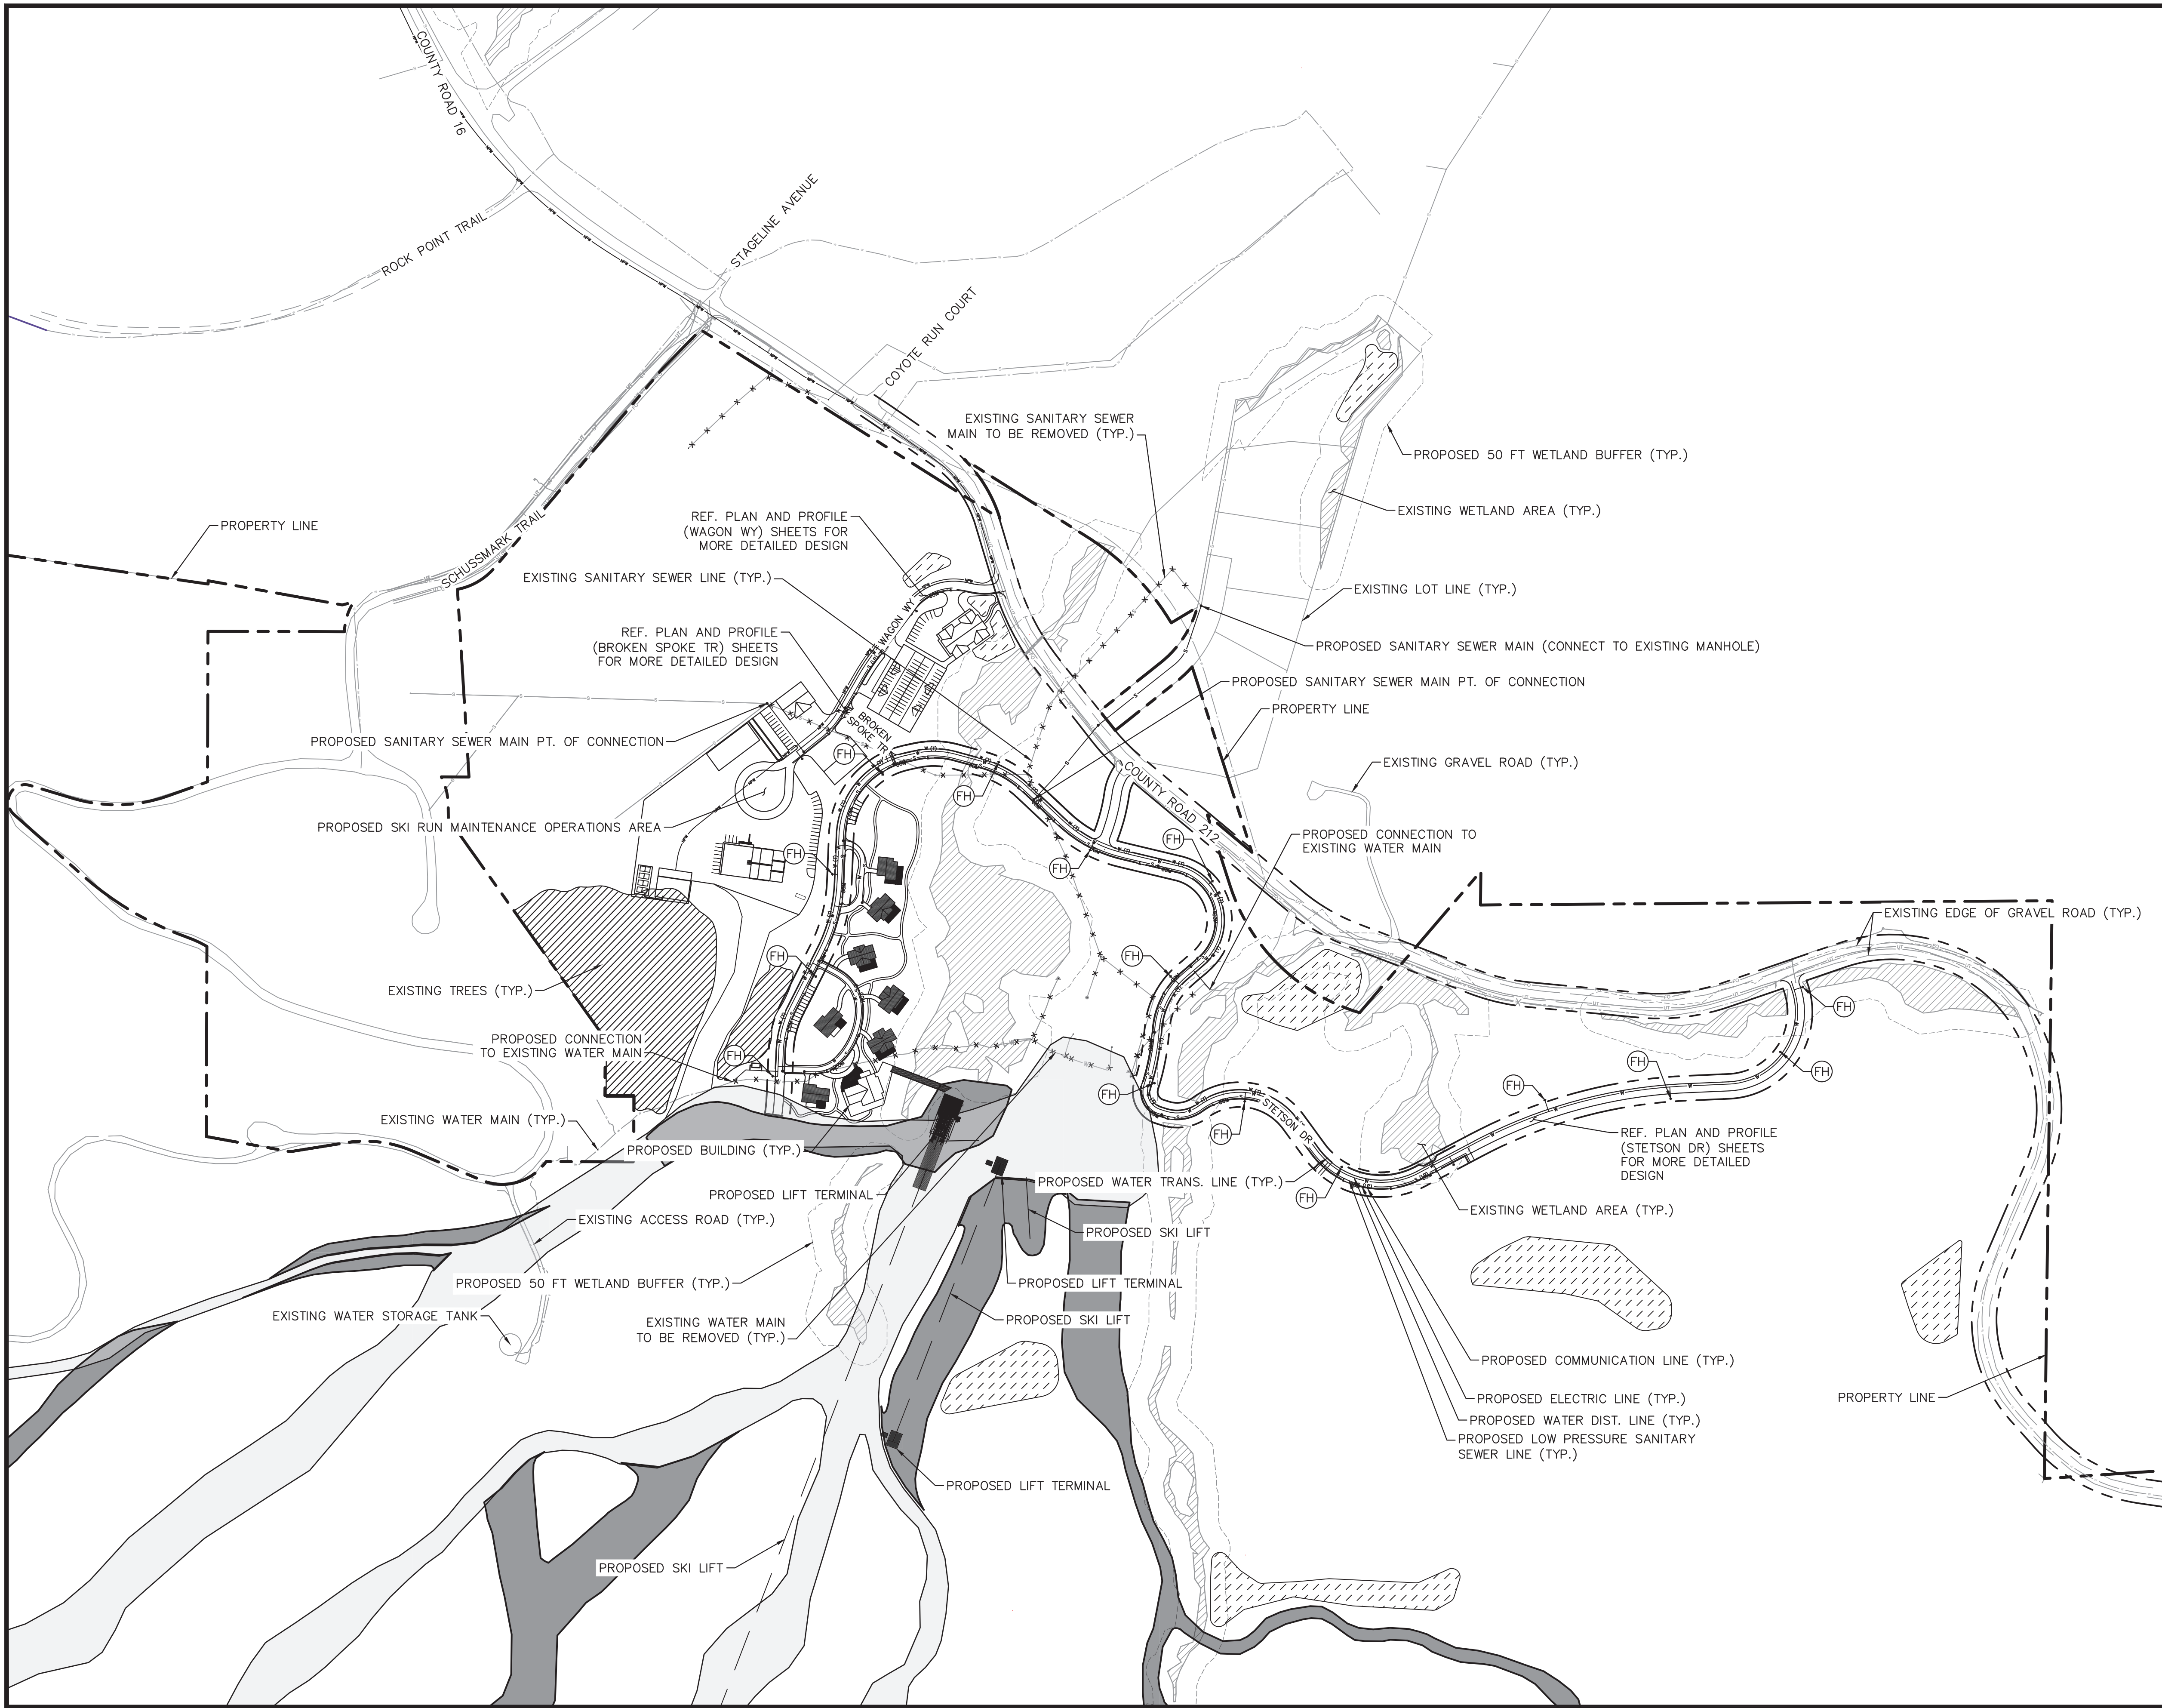 COUNTY ROAD 16
ROCK POINT TRAIL
STAGELINE AVENUE
COYOTE RUN COURT
EXISTING SANITARY SEWER
MAIN TO BE REMOVED (TYP.)
PROPOSED 50 FT WETLAND BUFFER (TYP.)
EXISTING WETLAND AREA (TYP.)
PROPERTY LINE
SCHUSSMARK TRAIL
REF. PLAN AND PROFILE
(WAGON WY) SHEETS FOR
MORE DETAILED DESIGN
EXISTING SANITARY SEWER LINE (TYP.)
EXISTING LOT LINE (TYP.)
WAGON WY
REF. PLAN AND PROFILE
(BROKEN SPOKE TR) SHEETS
FOR MORE DETAILED DESIGN
PROPOSED SANITARY SEWER MAIN (CONNECT TO EXISTING MANHOLE)
PROPOSED SANITARY SEWER MAIN PT. OF CONNECTION
PROPERTY LINE
BROKEN
SPOKE TR
PROPOSED SANITARY SEWER MAIN PT. OF CONNECTION
FH
EXISTING GRAVEL ROAD (TYP.)
COUNTY ROAD 212
FH
PROPOSED SKI RUN MAINTENANCE OPERATIONS AREA
FH
PROPOSED CONNECTION TO
EXISTING WATER MAIN
FH
FH
EXISTING EDGE OF GRAVEL ROAD (TYP.)
FH
FH
EXISTING TREES (TYP.)
FH
PROPOSED CONNECTION
TO EXISTING WATER MAIN
FH
FH
FH
FH
FH
EXISTING WATER MAIN (TYP.)
STETSON DR
FH
REF. PLAN AND PROFILE
(STETSON DR) SHEETS
FOR MORE DETAILED
DESIGN
PROPOSED BUILDING (TYP.)
PROPOSED WATER TRANS. LINE (TYP.)
FH
PROPOSED LIFT TERMINAL
EXISTING WETLAND AREA (TYP.)
EXISTING ACCESS ROAD (TYP.)
PROPOSED SKI LIFT
PROPOSED 50 FT WETLAND BUFFER (TYP.)
PROPOSED LIFT TERMINAL
EXISTING WATER STORAGE TANK
EXISTING WATER MAIN
TO BE REMOVED (TYP.)
PROPOSED SKI LIFT
PROPOSED COMMUNICATION LINE (TYP.)
PROPOSED ELECTRIC LINE (TYP.)
PROPERTY LINE
PROPOSED WATER DIST. LINE (TYP.)
PROPOSED LOW PRESSURE SANITARY
SEWER LINE (TYP.)
PROPOSED LIFT TERMINAL
PROPOSED SKI LIFT